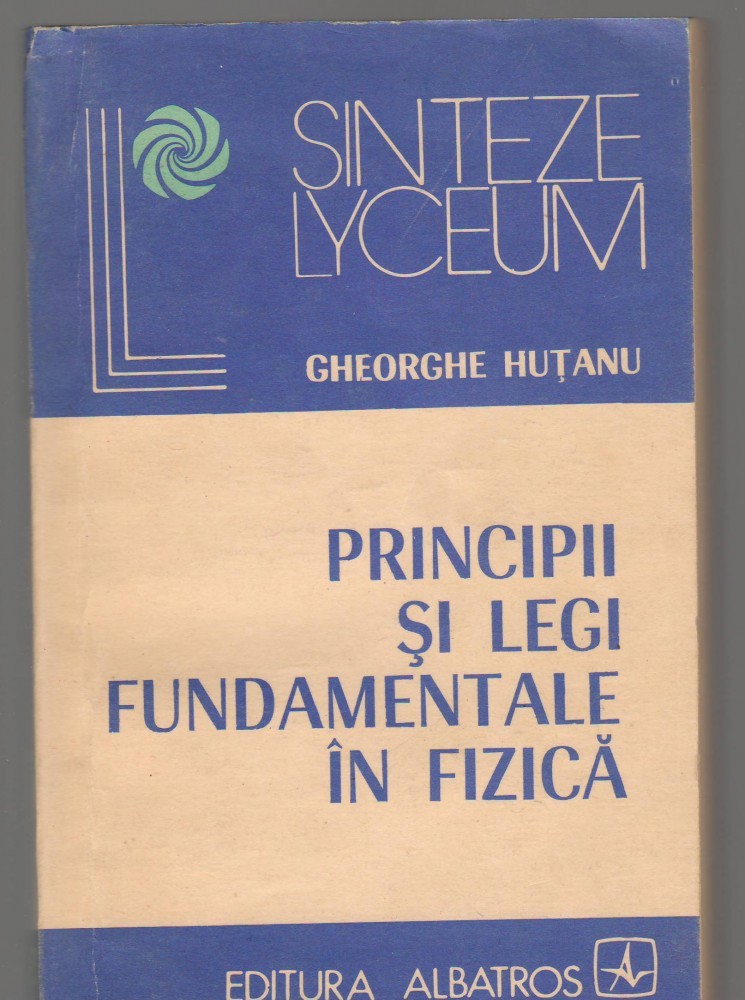 SINTEZE
LYCEUM
GHEORGHE HUŢANU
PRINCIPII
ŞI LEGI
FUNDAMENTALE
ÎN FIZICĂ
EDITURA ALBATROS